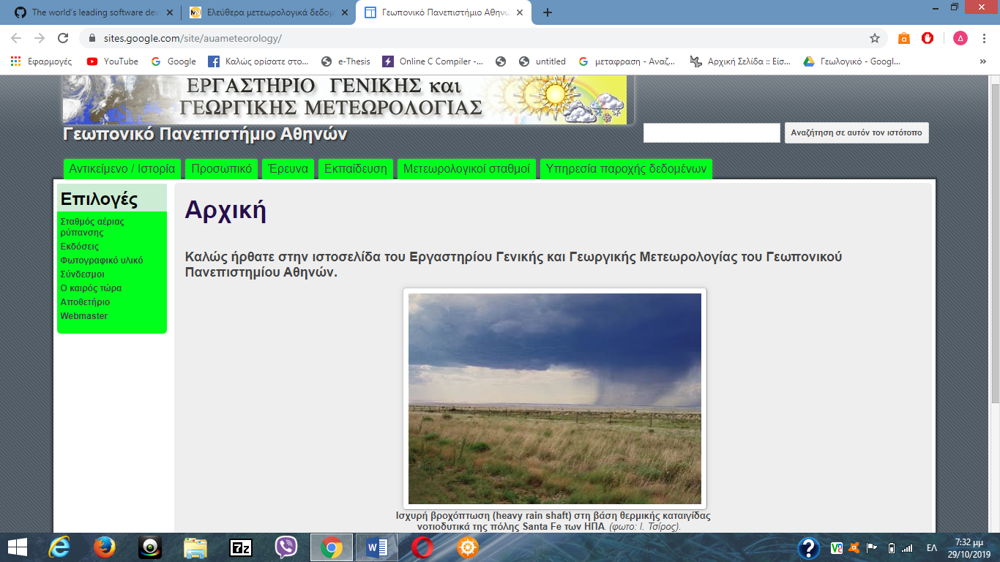 The world's leading software dev
Ελεύθερα μετεωρολογικά δεδομ
Γεωπονικό Πανεπιστήμιο Αθηνώ
sites.google.com/site/auameteorology/
Εφαρμογές
YouTube
Google
Καλώς ορίσατε στο...
e-Thesis
Online C Compiler -...
untitled
μεταφραση - Αναζ...
Αρχική Σελίδα :: Είσ...
Γεωλογικό - Googl...
»
ΕΡΓΑΣΤΗΡΙΟ ΓΕΝΙΚΗΣ και
ΓΕΩΡΓΙΚΗΣ ΜΕΤΕΩΡΟΛΟΓΙΑΣ
Γεωπονικό Πανεπιστήμιο Αθηνών
Αναζήτηση σε αυτόν τον ιστότοπο
Αντικείμενο / Ιστορία
Προσωπικό
Έρευνα
Εκπαίδευση
Μετεωρολογικοί σταθμοί
Υπηρεσία παροχής δεδομένων
Επιλογές
Σταθμός αέριας
ρύπανσης
Εκδόσεις
Φωτογραφικό υλικό
Σύνδεσμοι
Ο καιρός τώρα
Αποθετήριο
Webmaster
Αρχική
Καλώς ήρθατε στην ιστοσελίδα του Εργαστηρίου Γενικής και Γεωργικής Μετεωρολογίας του Γεωπονικού
Πανεπιστημίου Αθηνών.
Ισχυρή βροχόπτωση (heavy rain shaft) στη βάση θερμικής καταιγίδας
νοτιοδυτικά της πόλης Santa Fe των ΗΠΑ. (φωτο: Ι. Τσίρος).
7z
ΕΛ
7:32 μμ
29/10/2019